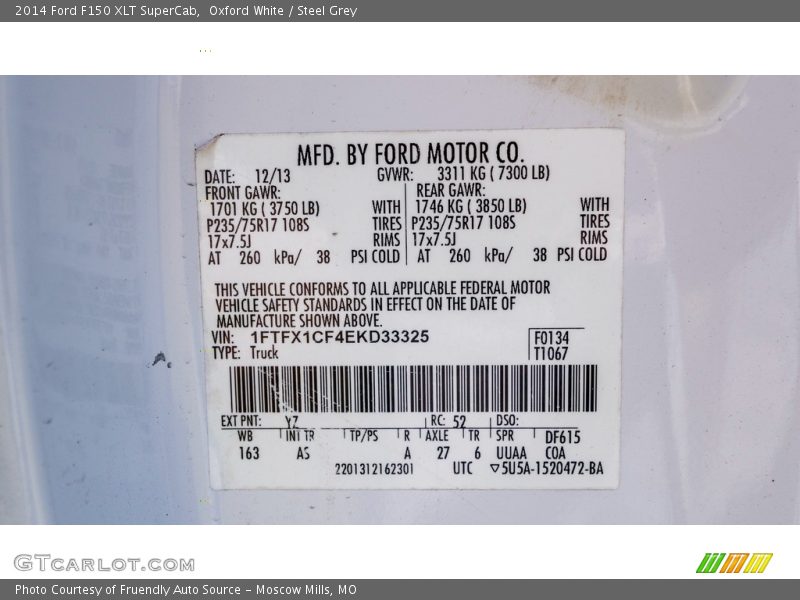 2014 Ford F150 XLT SuperCab,  Oxford White / Steel Grey
MFD. BY FORD MOTOR CO.
DATE: 12/13 GVWR: 3311 KG ( 7300 LB)
FRONT GAWR: REAR GAWR:
1701 KG ( 3750 LB) WITH 1746 KG ( 3850 LB) WITH
P235/75R17 108S TIRES P235/75R17 108S TIRES
17x7.5J RIMS 17x7.5J RIMS
AT 260 kPa/ 38 PSI COLD AT 260 kPa/ 38 PSI COLD
THIS VEHICLE CONFORMS TO ALL APPLICABLE FEDERAL MOTOR
VEHICLE SAFETY STANDARDS IN EFFECT ON THE DATE OF
MANUFACTURE SHOWN ABOVE.
VIN: 1FTFX1CF4EKD33325 F0134
TYPE: Truck T1067
EXT PNT: YZ RC: 52 DSO:
WB INT TR TP/PS R AXLE TR SPR DF615
163 AS A 27 6 UUAA COA
2201312162301 UTC ▽5U5A-1520472-BA
GTCARLOT.COM
Photo Courtesy of Fruendly Auto Source - Moscow Mills, MO